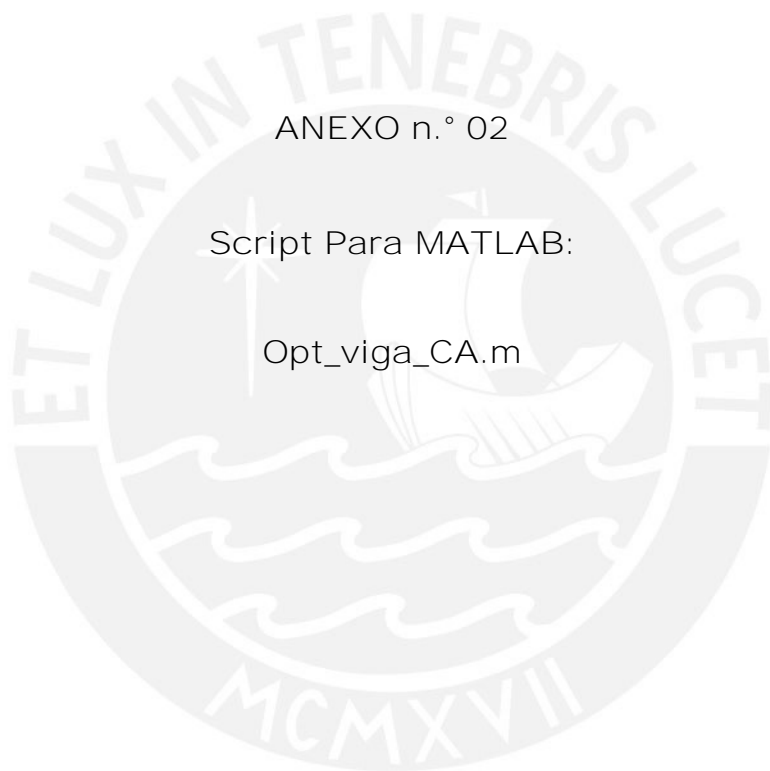 ET LUX IN TENEBRIS LUCET
ANEXO n.° 02
Script Para MATLAB:
Opt_viga_CA.m
MCMXVII